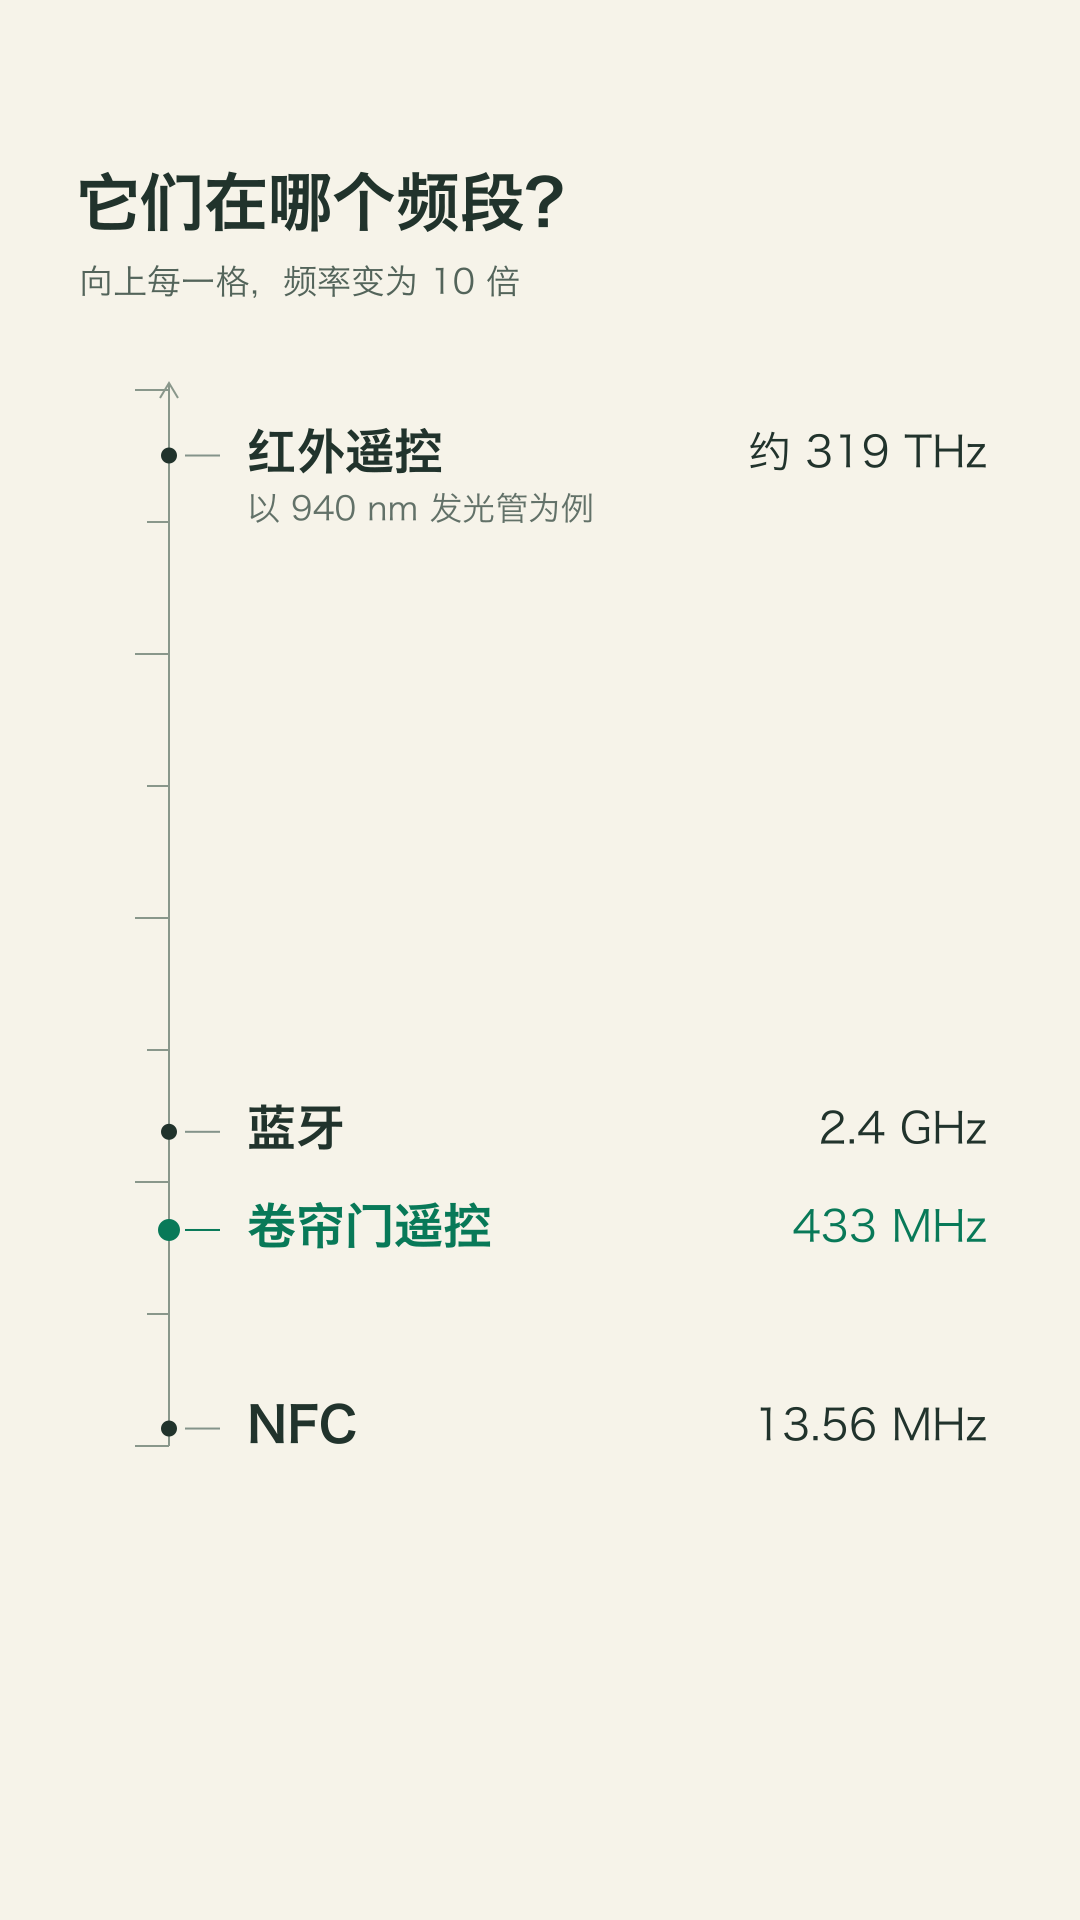 它们在哪个频段?
向上每一格，频率变为 10 倍
红外遥控 约 319 THz
以 940 nm 发光管为例
蓝牙 2.4 GHz
卷帘门遥控 433 MHz
NFC 13.56 MHz